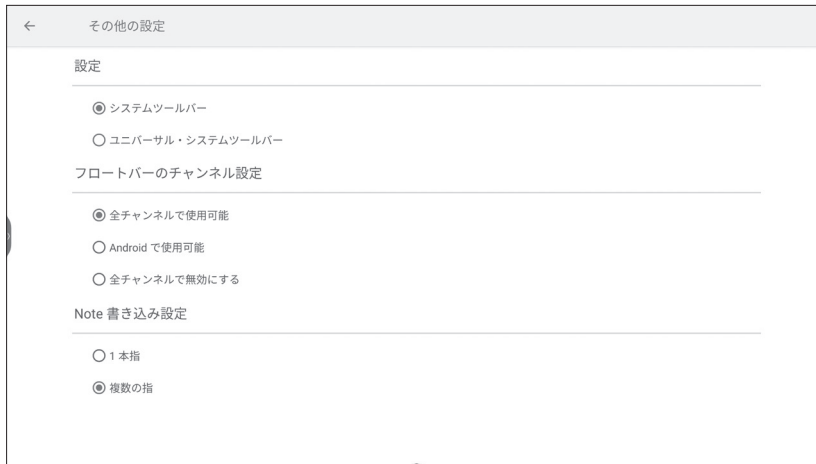 その他の設定
設定
システムツールバー
ユニバーサル・システムツールバー
フロートバーのチャンネル設定
全チャンネルで使用可能
Android で使用可能
全チャンネルで無効にする
Note 書き込み設定
1 本指
複数の指